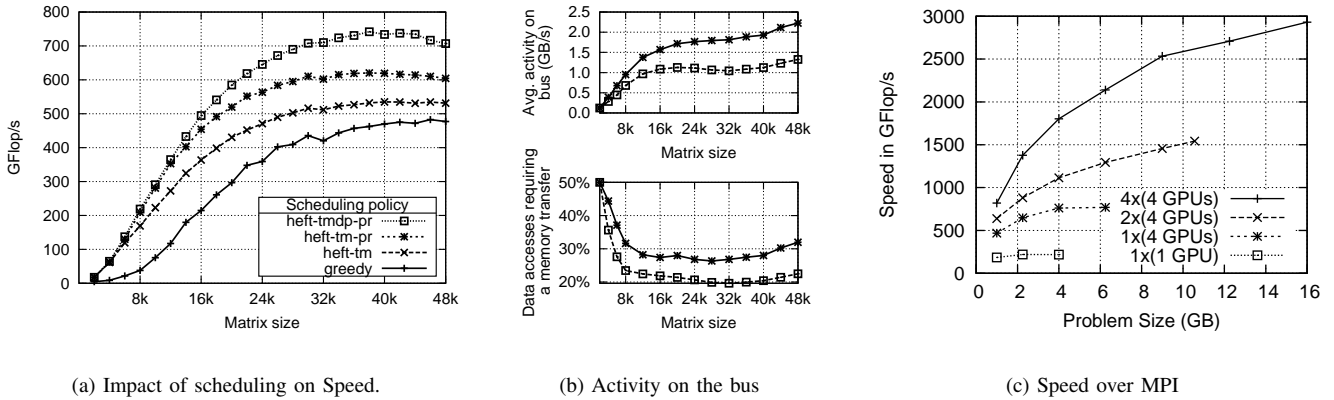 800
700
600
500
400
300
200
100
0
GFlop/s
8k 16k 24k 32k 40k 48k
Matrix size
Scheduling policy
heft-tmdp-pr
heft-tm-pr
heft-tm
greedy
(a) Impact of scheduling on Speed.
2.5
2.0
1.5
1.0
0.5
0.0
Avg. activity on
bus (GB/s)
8k 16k 24k 32k 40k 48k
Matrix size
50%
40%
30%
20%
Data accesses requiring
a memory transfer
8k 16k 24k 32k 40k 48k
Matrix size
(b) Activity on the bus
3000
2500
2000
1500
1000
500
0
Speed in GFlop/s
0 2 4 6 8 10 12 14 16
Problem Size (GB)
4x(4 GPUs)
2x(4 GPUs)
1x(4 GPUs)
1x(1 GPU)
(c) Speed over MPI